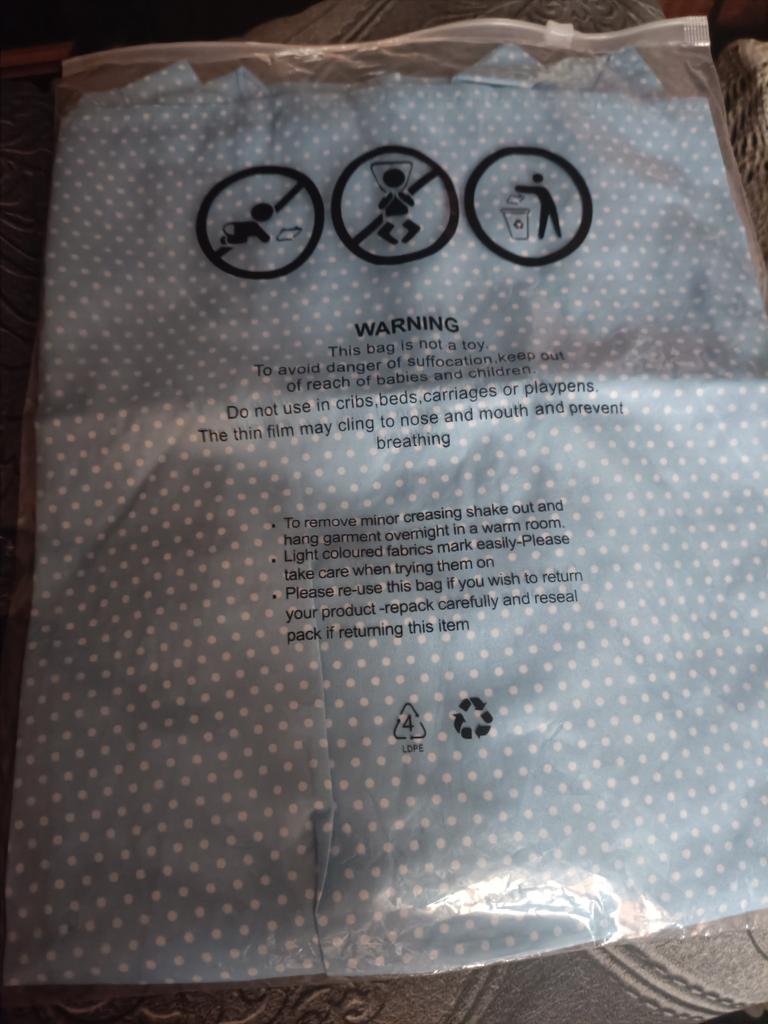 WARNING
This bag is not a toy.
To avoid danger of suffocation,keep out
of reach of babies and children.
Do not use in cribs,beds,carriages or playpens.
The thin film may cling to nose and mouth and prevent
breathing
• To remove minor creasing shake out and
hang garment overnight in a warm room.
• Light coloured fabrics mark easily-Please
take care when trying them on
• Please re-use this bag if you wish to return
your product -repack carefully and reseal
pack if returning this item
4
LDPE